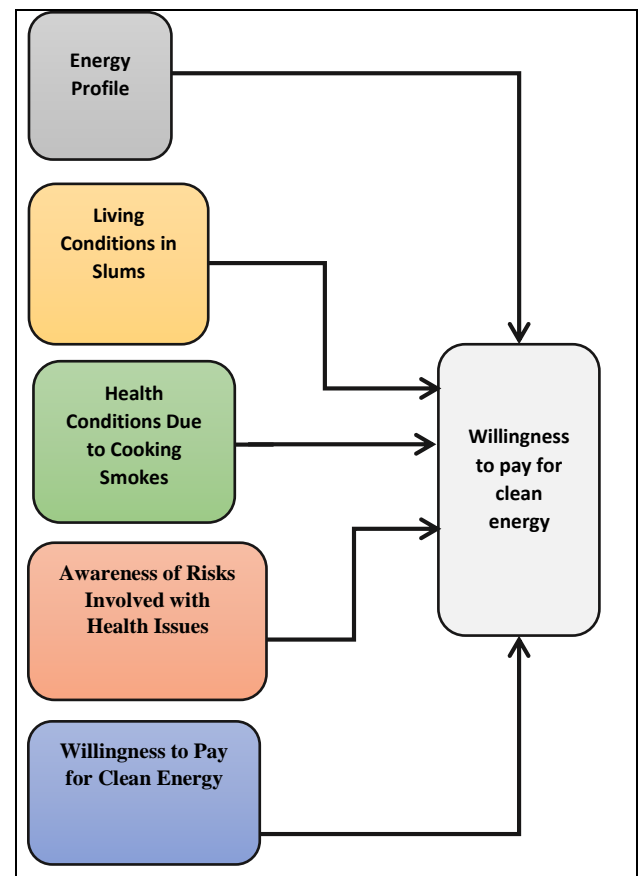 Energy
Profile
Living
Conditions in
Slums
Health
Conditions Due
to Cooking
Smokes
Awareness of Risks
Involved with
Health Issues
Willingness to Pay
for Clean Energy
Willingness
to pay for
clean
energy